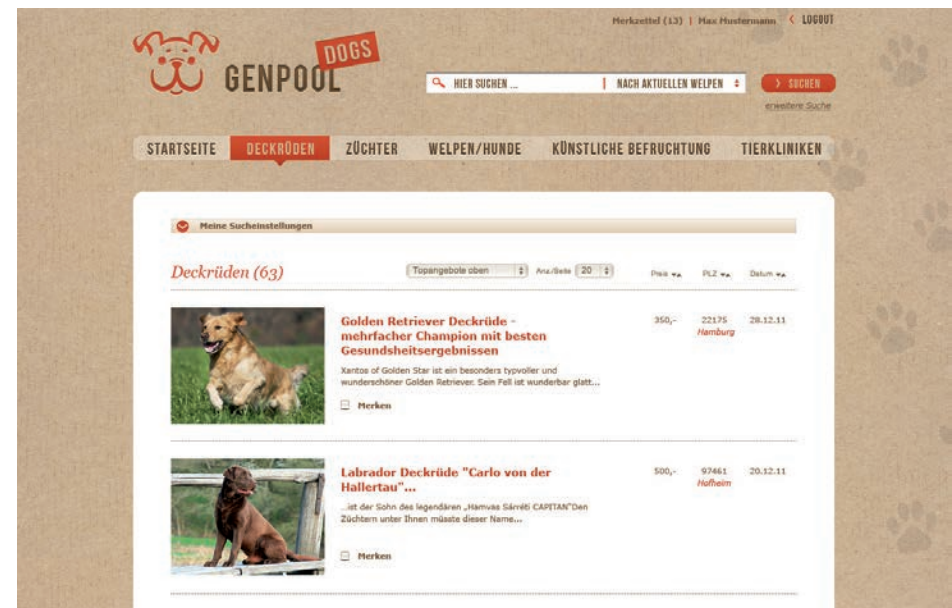 Merkzettel (13) | Max Mustermann LOGOUT
DOGS
GENPOOL
HIER SUCHEN ... NACH AKTUELLEN WELPEN SUCHEN
erweitere Suche
STARTSEITE DECKRÜDEN ZÜCHTER WELPEN/HUNDE KÜNSTLICHE BEFRUCHTUNG TIERKLINIKEN
Meine Sucheinstellungen
Deckrüden (63) Topangebote oben Anz./Seite 20 Preis PLZ Datum
Golden Retriever Deckrüde - 350,- 22175 28.12.11
mehrfacher Champion mit besten Hamburg
Gesundsheitsergebnissen
Xantos of Golden Star ist ein besonders typvoller und
wunderschöner Golden Retriever. Sein Fell ist wunderbar glatt...
Merken
Labrador Deckrüde "Carlo von der 500,- 97461 20.12.11
Hallertau"... Hofheim
...ist der Sohn des legendären „Hamvas Sárréti CAPITAN"Den
Züchtern unter Ihnen müsste dieser Name...
Merken